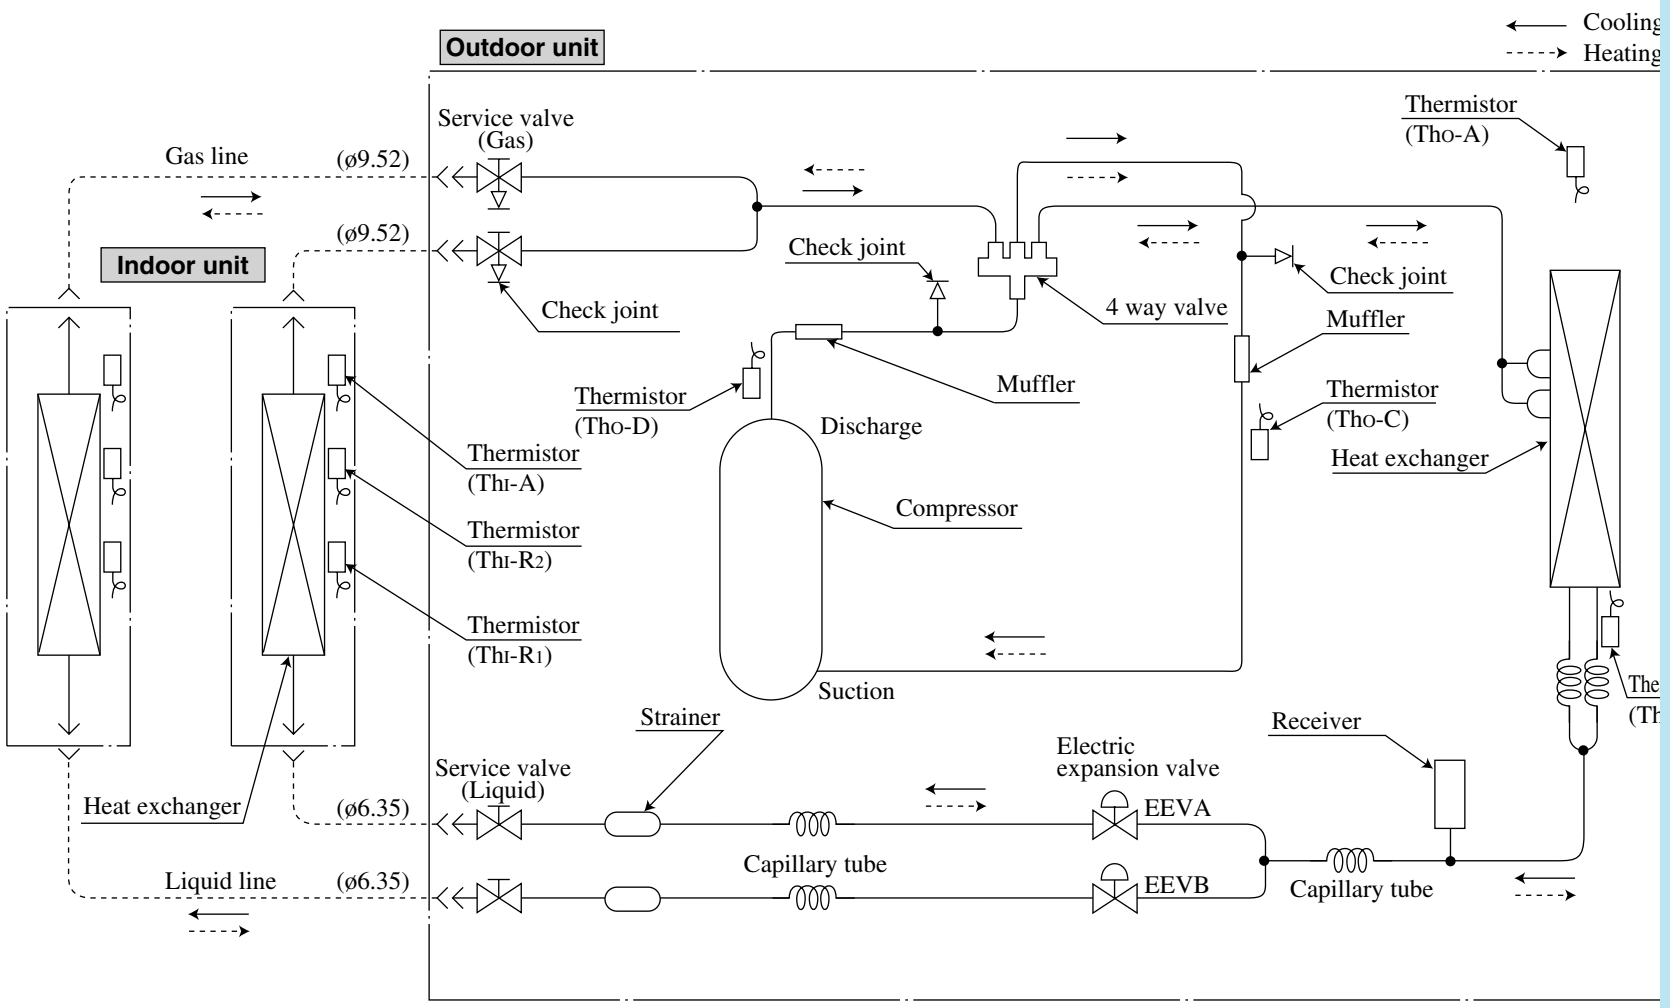 Cooling
Heating
Outdoor unit
Thermistor
(Tho-A)
Service valve
(Gas)
Gas line
(ø9.52)
(ø9.52)
Indoor unit
Check joint
Check joint
Check joint
4 way valve
Muffler
Thermistor
(Tho-D)
Muffler
Thermistor
(Tho-C)
Discharge
Heat exchanger
Thermistor
(ThI-A)
Compressor
Thermistor
(ThI-R2)
Thermistor
(ThI-R1)
Suction
Strainer
Receiver
The
(Th
Electric
expansion valve
Service valve
(Liquid)
Heat exchanger
(ø6.35)
EEVA
Capillary tube
Liquid line
(ø6.35)
EEVB
Capillary tube